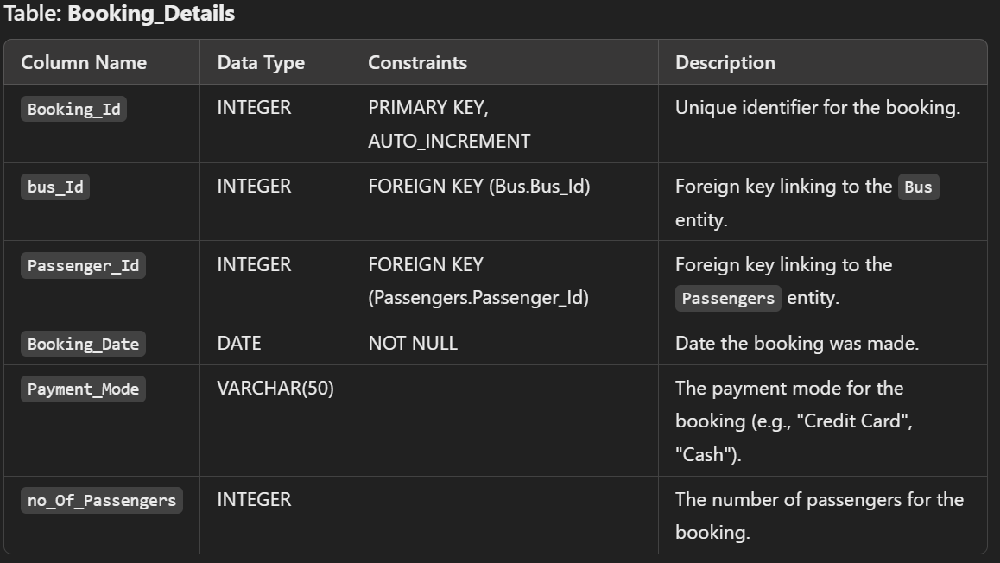 Table: Booking_Details
Column Name Data Type Constraints Description
Booking_Id INTEGER PRIMARY KEY, Unique identifier for the booking.
AUTO_INCREMENT
bus_Id INTEGER FOREIGN KEY (Bus.Bus_Id) Foreign key linking to the Bus
entity.
Passenger_Id INTEGER FOREIGN KEY Foreign key linking to the
(Passengers.Passenger_Id) Passengers entity.
Booking_Date DATE NOT NULL Date the booking was made.
Payment_Mode VARCHAR(50) The payment mode for the
booking (e.g., "Credit Card",
"Cash").
no_Of_Passengers INTEGER The number of passengers for the
booking.